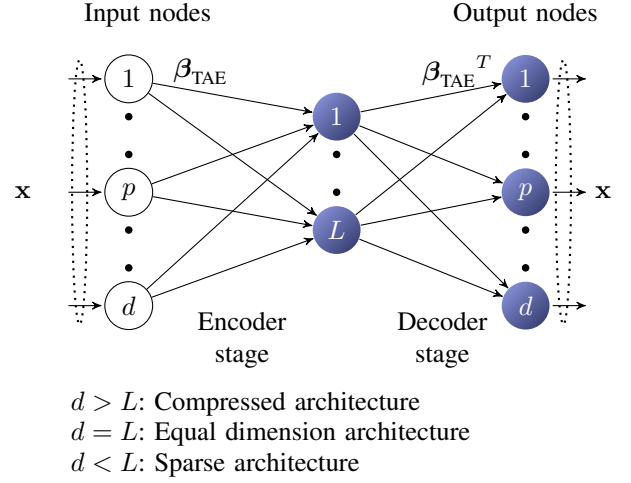 Input nodes
Output nodes
β_TAE
β_TAE^T
1
1
1
x
p
L
p
x
d
d
Encoder stage
Decoder stage
d > L: Compressed architecture
d = L: Equal dimension architecture
d < L: Sparse architecture